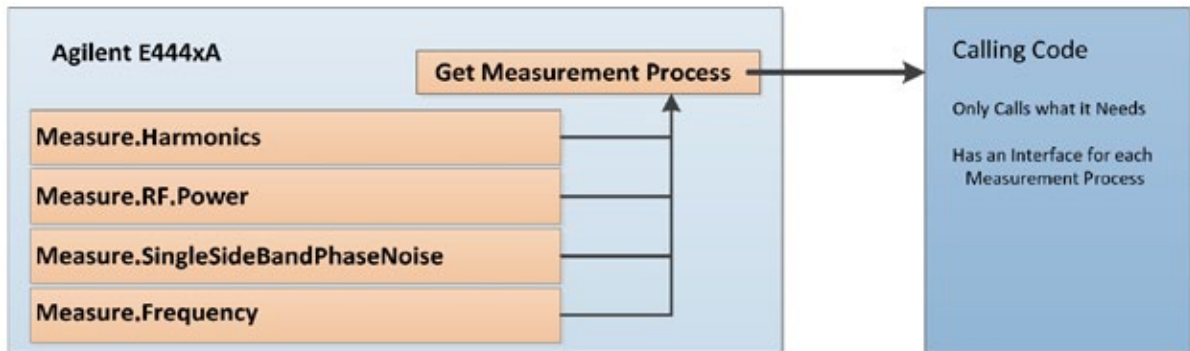 Agilent E444xA
Get Measurement Process
Measure.Harmonics
Measure.RF.Power
Measure.SingleSideBandPhaseNoise
Measure.Frequency
Calling Code
Only Calls what it Needs
Has an Interface for each
Measurement Process